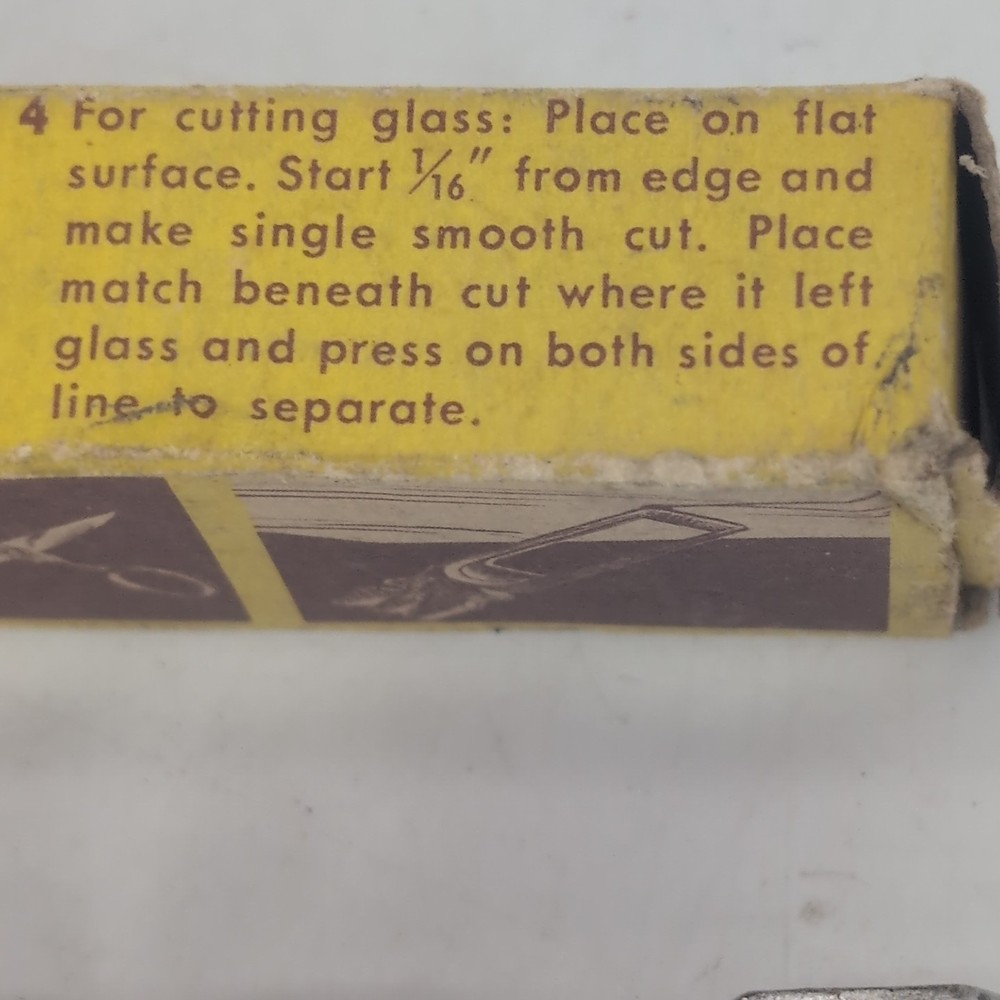 4 For cutting glass: Place on flat
surface. Start 1/16" from edge and
make single smooth cut. Place
match beneath cut where it left
glass and press on both sides of
line to separate.